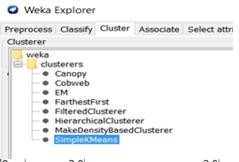 Weka Explorer
Preprocess Classify Cluster Associate Select attri
Clusterer
weka
clusterers
Canopy
Cobweb
EM
FarthestFirst
FilteredClusterer
HierarchicalClusterer
MakeDensityBasedClusterer
SimpleKMeans